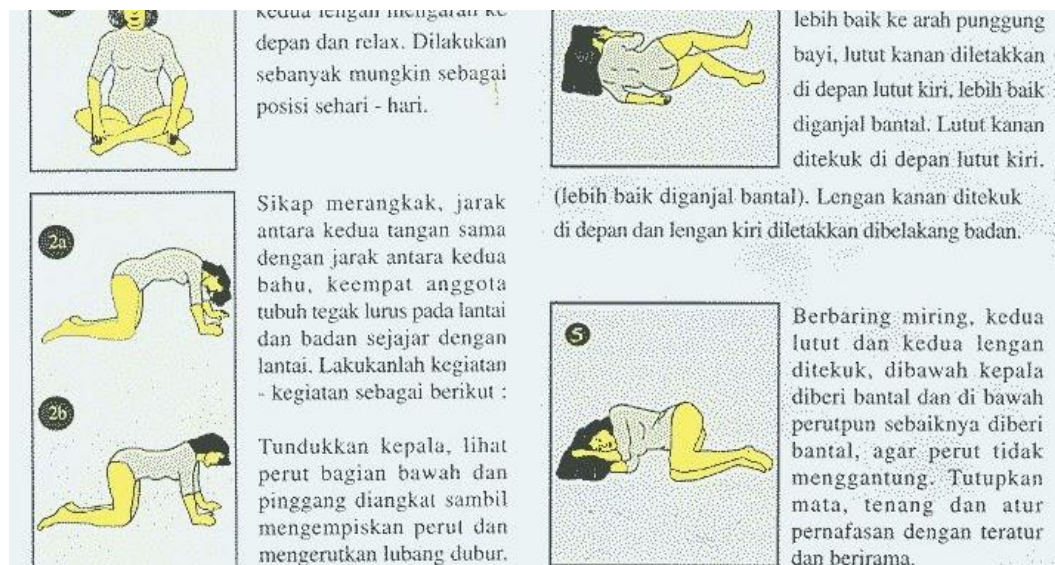 kedua lengan mengarah ke
depan dan relax. Dilakukan
sebanyak mungkin sebagai
posisi sehari - hari.
2a
2b
Sikap merangkak, jarak
antara kedua tangan sama
dengan jarak antara kedua
bahu, keempat anggota
tubuh tegak lurus pada lantai
dan badan sejajar dengan
lantai. Lakukanlah kegiatan
- kegiatan sebagai berikut :
Tundukkan kepala, lihat
perut bagian bawah dan
pinggang diangkat sambil
mengempiskan perut dan
mengerutkan lubang dubur.
lebih baik ke arah punggung
bayi, lutut kanan diletakkan
di depan lutut kiri, lebih baik
diganjal bantal. Lutut kanan
ditekuk di depan lutut kiri.
(lebih baik diganjal bantal). Lengan kanan ditekuk
di depan dan lengan kiri diletakkan dibelakang badan.
5
Berbaring miring, kedua
lutut dan kedua lengan
ditekuk, dibawah kepala
diberi bantal dan di bawah
perutpun sebaiknya diberi
bantal, agar perut tidak
menggantung. Tutupkan
mata, tenang dan atur
pernafasan dengan teratur
dan berirama.